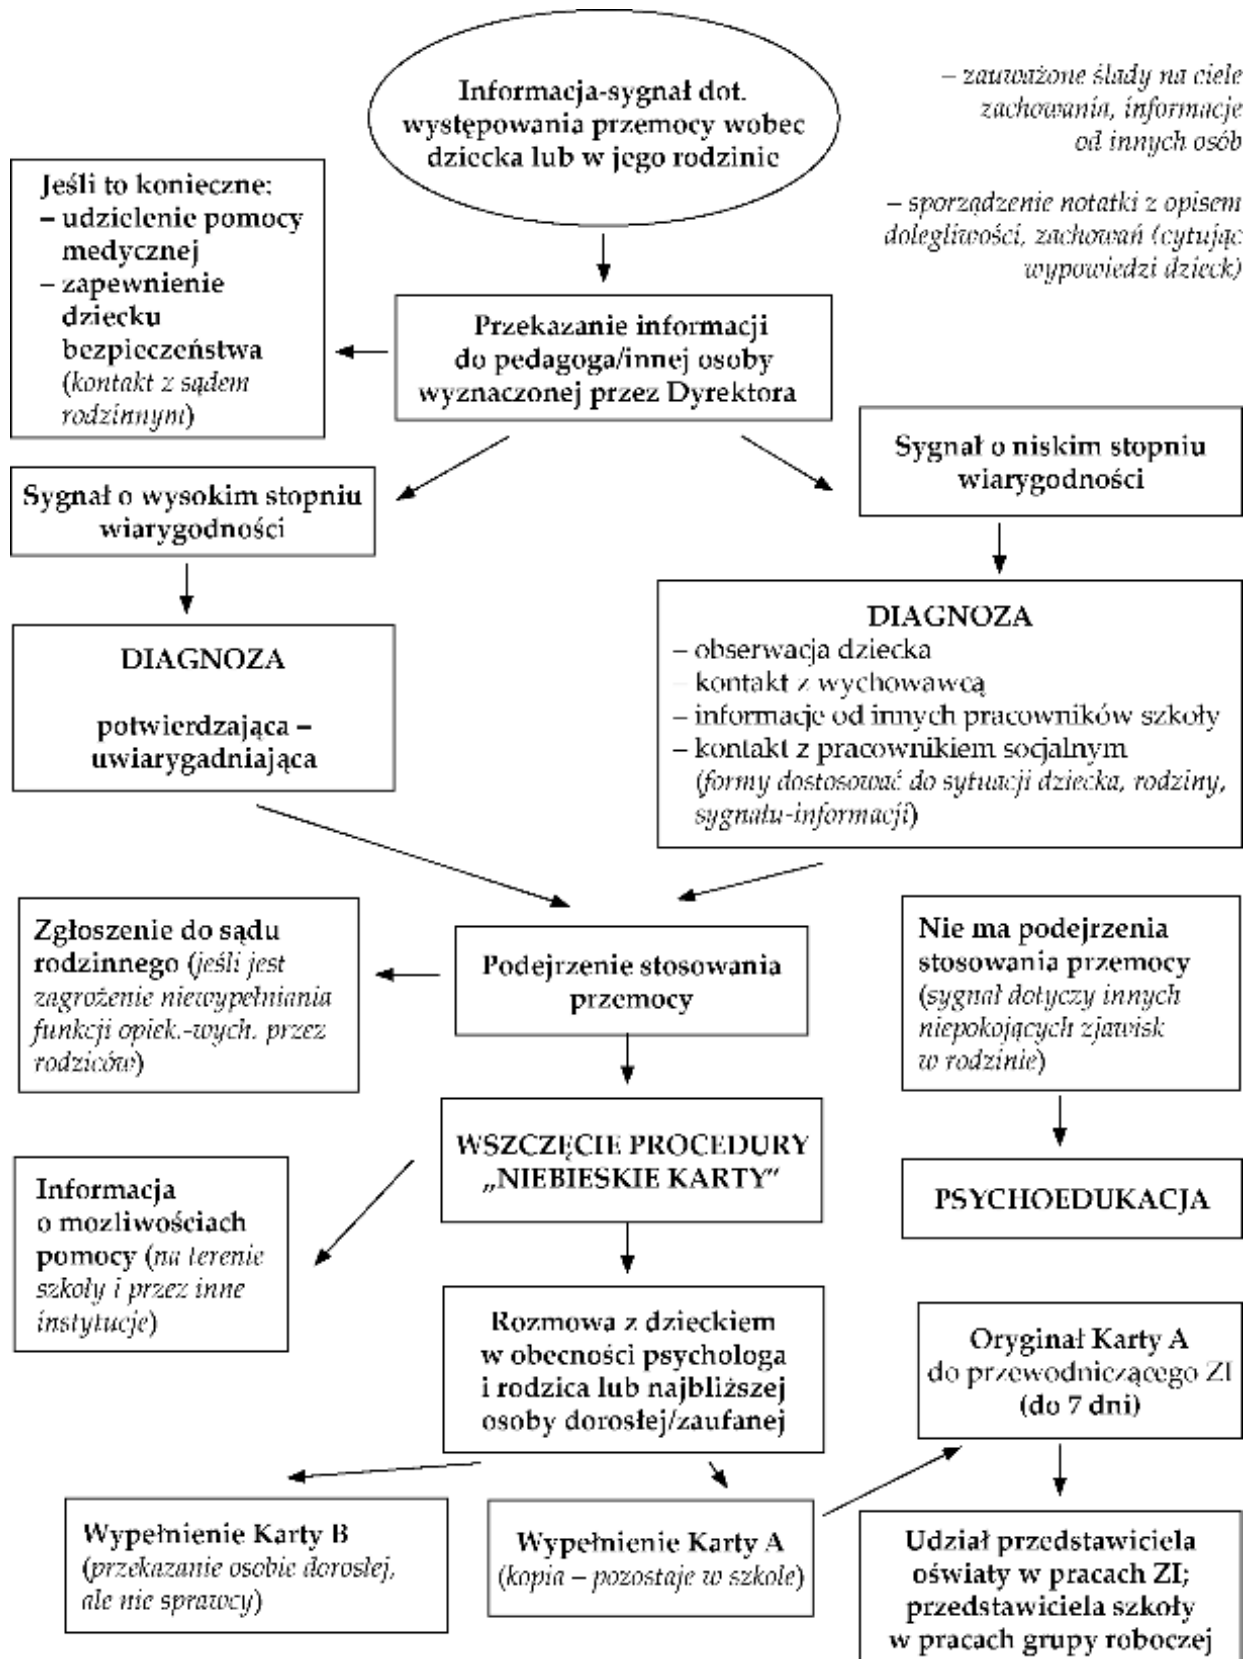 Informacja-sygnał dot.
występowania przemocy wobec
dziecka lub w jego rodzinie
– zauważone ślady na ciele
zachowania, informacje
od innych osób
– sporządzenie notatki z opisem
dolegliwości, zachowań (cytując
wypowiedzi dzieck)
Jeśli to konieczne:
– udzielenie pomocy
medycznej
– zapewnienie
dziecku
bezpieczeństwa
(kontakt z sądem
rodzinnym)
Przekazanie informacji
do pedagoga/innej osoby
wyznaczonej przez Dyrektora
Sygnał o niskim stopniu
wiarygodności
Sygnał o wysokim stopniu
wiarygodności
DIAGNOZA
potwierdzająca –
uwiarygadniająca
DIAGNOZA
– obserwacja dziecka
– kontakt z wychowawcą
– informacje od innych pracowników szkoły
– kontakt z pracownikiem socjalnym
(formy dostosować do sytuacji dziecka, rodziny,
sygnału-informacji)
Zgłoszenie do sądu
rodzinnego (jeśli jest
zagrożenie niewypełniania
funkcji opiek.-wych. przez
rodziców)
Podejrzenie stosowania
przemocy
Nie ma podejrzenia
stosowania przemocy
(sygnał dotyczy innych
niepokojących zjawisk
w rodzinie)
WSZCZĘCIE PROCEDURY
„NIEBIESKIE KARTY”
PSYCHOEDUKACJA
Informacja
o mozliwościach
pomocy (na terenie
szkoły i przez inne
instytucje)
Rozmowa z dzieckiem
w obecności psychologa
i rodzica lub najbliższej
osoby dorosłej/zaufanej
Oryginał Karty A
do przewodniczącego ZI
(do 7 dni)
Wypełnienie Karty B
(przekazanie osobie dorosłej,
ale nie sprawcy)
Wypełnienie Karty A
(kopia – pozostaje w szkole)
Udział przedstawiciela
oświaty w pracach ZI;
przedstawiciela szkoły
w pracach grupy roboczej